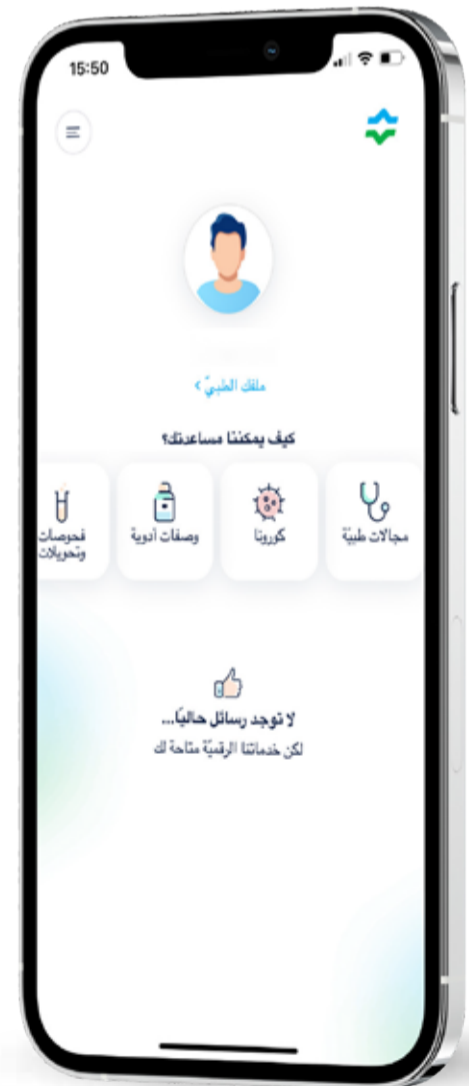 15:50
ملفك الطبيّ >
كيف يمكننا مساعدتك؟
مجالات طبيّة
كورونا
وصفات أدوية
فحوصات
وتحويلات
لا توجد رسائل حاليًا...
لكن خدماتنا الرقميّة متاحة لك